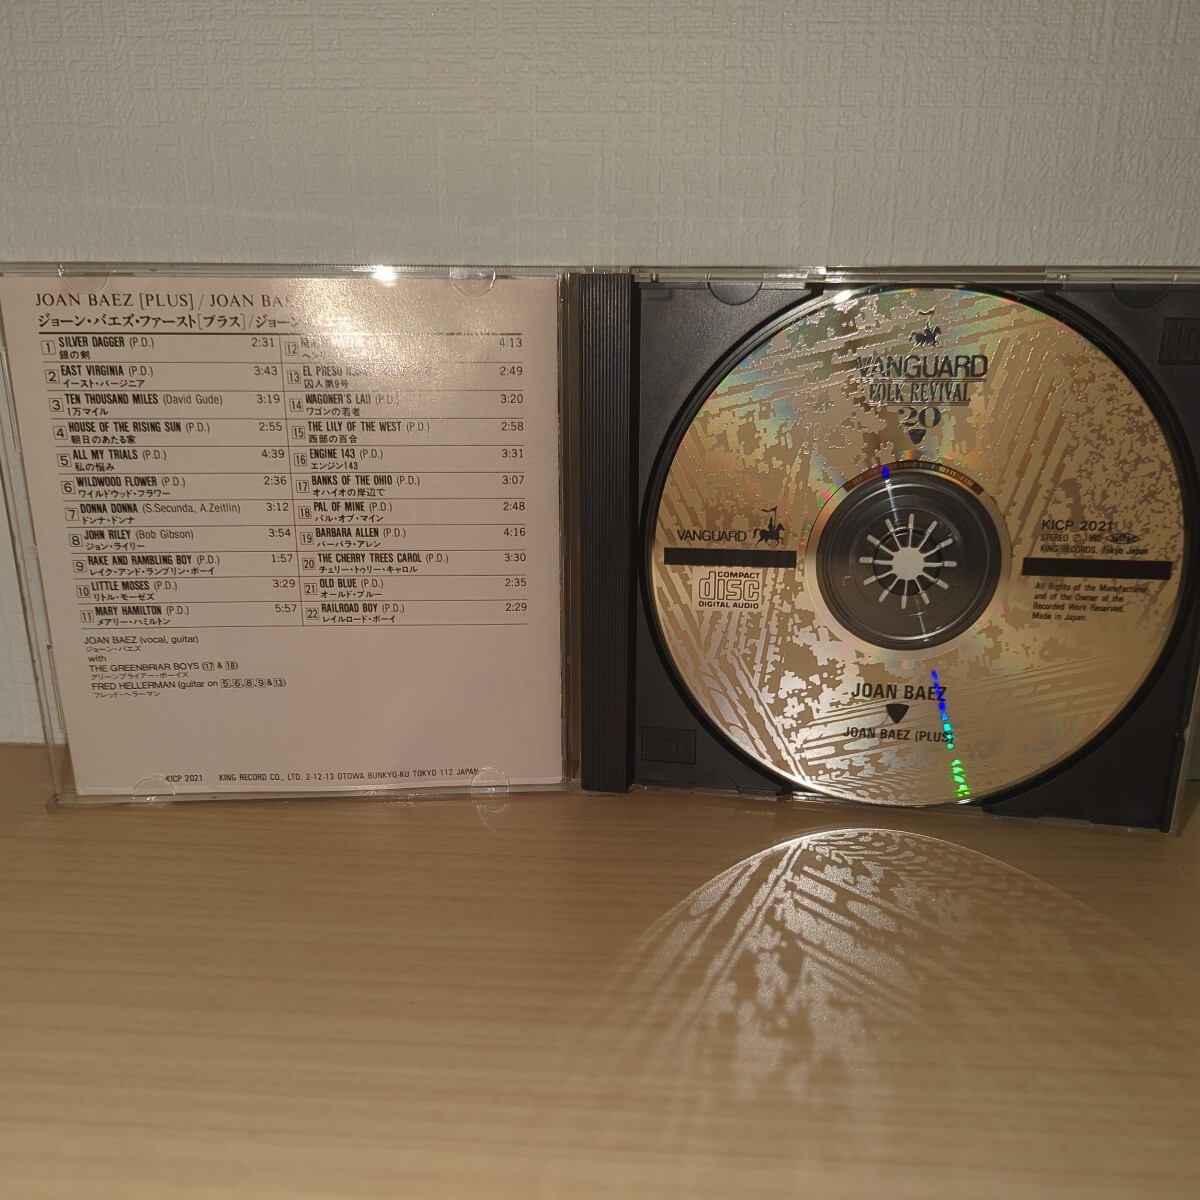 JOAN BAEZ [PLUS] / JOAN BAEZ
ジョーン・バエズ・ファースト[プラス]/ジョーン
1 SILVER DAGGER (P.D.) 2:31
銀の剣
2 EAST VIRGINIA (P.D.) 3:43
イースト・バージニア
3 TEN THOUSAND MILES (David Gude) 3:19
1万マイル
4 HOUSE OF THE RISING SUN (P.D.) 2:55
朝日のあたる家
5 ALL MY TRIALS (P.D.) 4:39
私の悩み
6 WILDWOOD FLOWER (P.D.) 2:36
ワイルドウッド・フラワー
7 DONNA DONNA (S.Secunda, A.Zeitlin) 3:12
ドンナ・ドンナ
8 JOHN RILEY (Bob Gibson) 3:54
ジョン・ライリー
9 RAKE AND RAMBLING BOY (P.D.) 1:57
レイク・アンド・ランブリン・ボーイ
10 LITTLE MOSES (P.D.) 3:29
リトル・モーゼズ
11 MARY HAMILTON (P.D.) 5:57
メアリー・ハミルトン
12 4:13
13 EL PRESO 2:49
囚人第9号
14 WAGONER'S LAD (P.D.) 3:20
ワゴンの若者
15 THE LILY OF THE WEST (P.D.) 2:58
西部の百合
16 ENGINE 143 (P.D.) 3:31
エンジン143
17 BANKS OF THE OHIO (P.D.) 3:07
オハイオの岸辺で
18 PAL OF MINE (P.D.) 2:48
パル・オブ・マイン
19 BARBARA ALLEN (P.D.) 4:16
バーバラ・アレン
20 THE CHERRY TREES CAROL (P.D.) 3:30
チェリー・トゥリー・キャロル
21 OLD BLUE (P.D.) 2:35
オールド・ブルー
22 RAILROAD BOY (P.D.) 2:29
レイルロード・ボーイ
JOAN BAEZ (vocal, guitar)
ジョーン・バエズ
with
THE GREENBRIAR BOYS (17 & 18)
グリーンブライアー・ボーイズ
FRED HELLERMAN (guitar on 5,6,8,9 & 13)
フレッド・ヘラーマン
KICP 2021 KING RECORD CO., LTD. 2-12-13 OTOWA BUNKYO-KU TOKYO 112 JAPAN
VANGUARD
FOLK REVIVAL
20
VANGUARD
COMPACT
disc
DIGITAL AUDIO
KICP 2021
STEREO Ⓟ 1990
KING RECORDS, Tokyo Japan
All Rights of the Manufacturer
and of the Owner of the
Recorded Work Reserved.
Made in Japan.
JOAN BAEZ
JOAN BAEZ (PLUS)